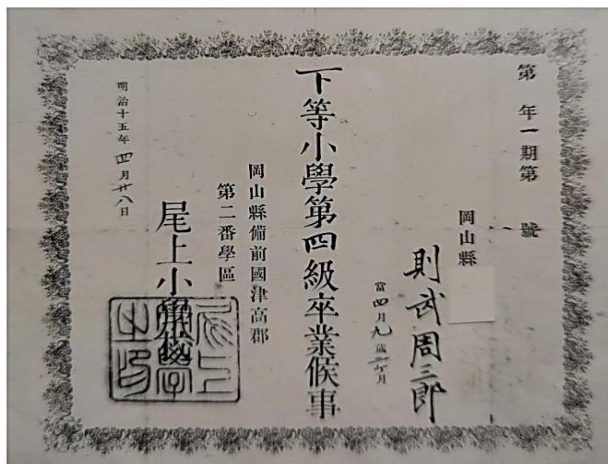 第　年一期第　號
岡山縣
則武周三郎
當四月九歳一ケ月
下等小學第四級卒業候事
岡山縣備前國津高郡
第二番學區
尾上小學
明治十五年四月廿八日